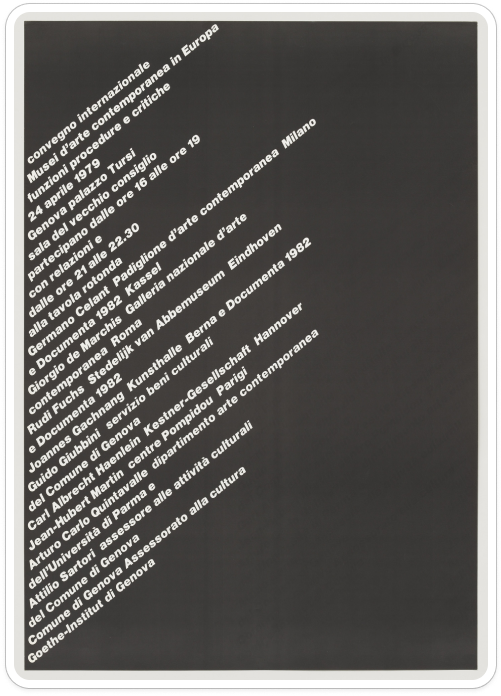 convegno internazionale
Musei d'arte contemporanea in Europa
funzioni procedure e critiche
24 aprile 1979
Genova palazzo Tursi
sala del vecchio consiglio
partecipano dalle ore 16 alle ore 19
con relazioni e
dalle ore 21 alle 22.30
alla tavola rotonda
Germano Celant Padiglione d'arte contemporanea Milano
e Documenta 1982 Kassel
Giorgio de Marchis Galleria nazionale d'arte
contemporanea Roma
Rudi Fuchs Stedelijk van Abbemuseum Eindhoven
e Documenta 1982
Joannes Gachnang Kunsthalle Berna e Documenta 1982
Guido Giubbini servizio beni culturali
del Comune di Genova
Carl Albrecht Haenlein Kestner-Gesellschaft Hannover
Jean-Hubert Martin centre Pompidou Parigi
Arturo Carlo Quintavalle dipartimento arte contemporanea
dell'Università di Parma e
Attilio Sartori assessore alle attività culturali
del Comune di Genova
Comune di Genova Assessorato alla cultura
Goethe-Institut di Genova